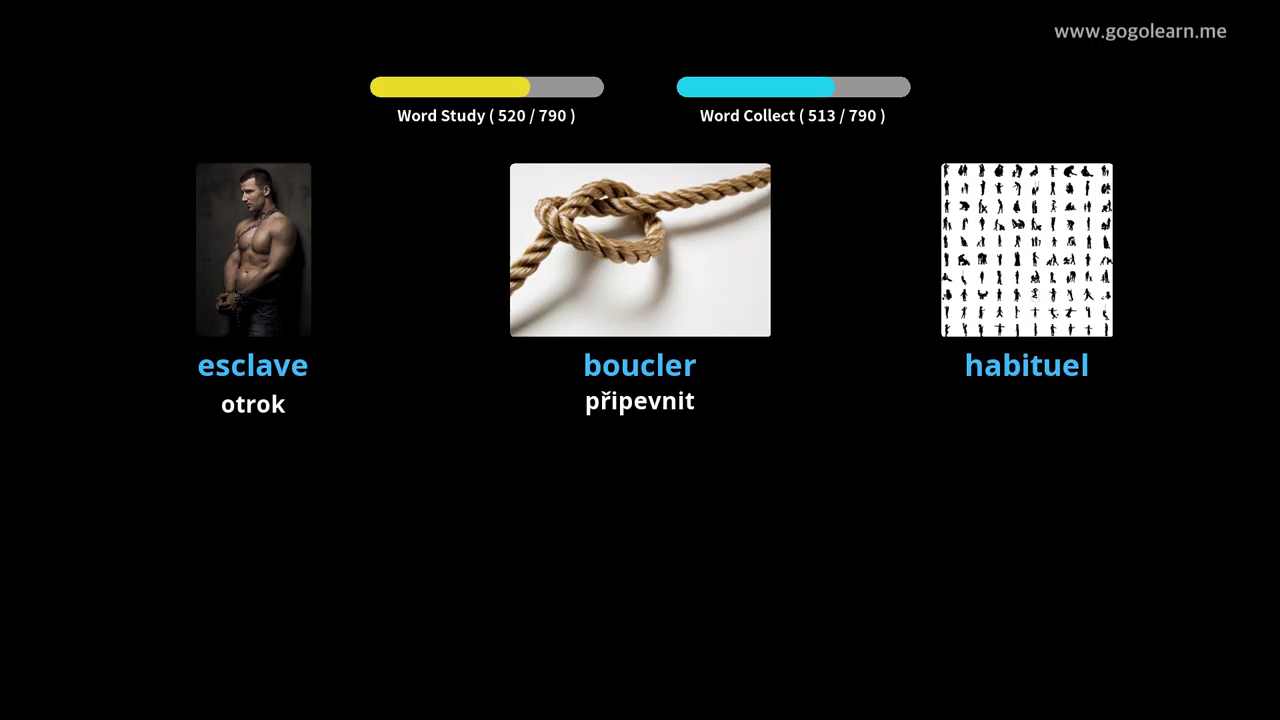 www.gogolearn.me
Word Study ( 520 / 790 )
Word Collect ( 513 / 790 )
esclave
boucler
habituel
otrok
připevnit